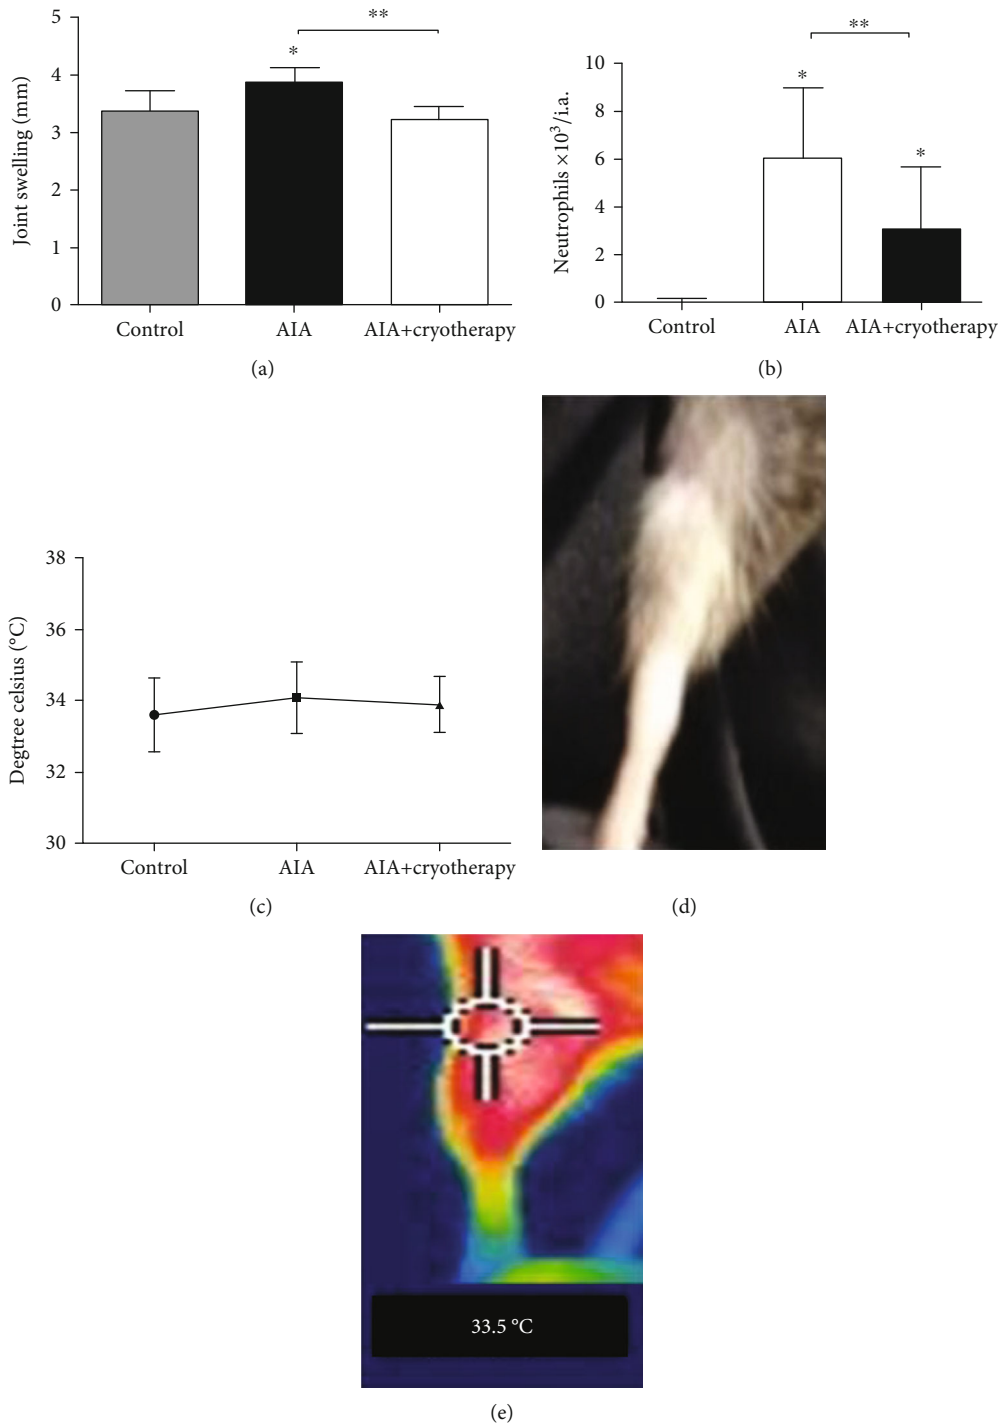 Joint swelling (mm)
5
4
3
2
1
0
*
**
Control
AIA
AIA+cryotherapy
(a)
Neutrophils ×10³/i.a.
10
8
6
4
2
0
*
*
**
Control
AIA
AIA+cryotherapy
(b)
Degtree celsius (°C)
38
36
34
32
30
Control
AIA
AIA+cryotherapy
(c)
(d)
33.5 °C
(e)